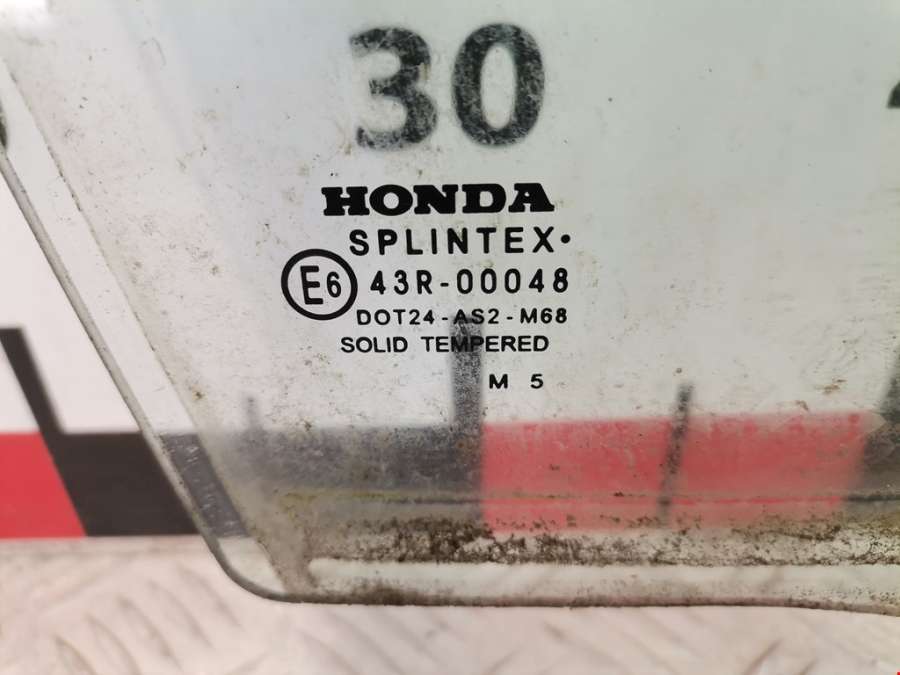 30
HONDA
SPLINTEX•
E6 43R-00048
DOT24-AS2-M68
SOLID TEMPERED
M 5